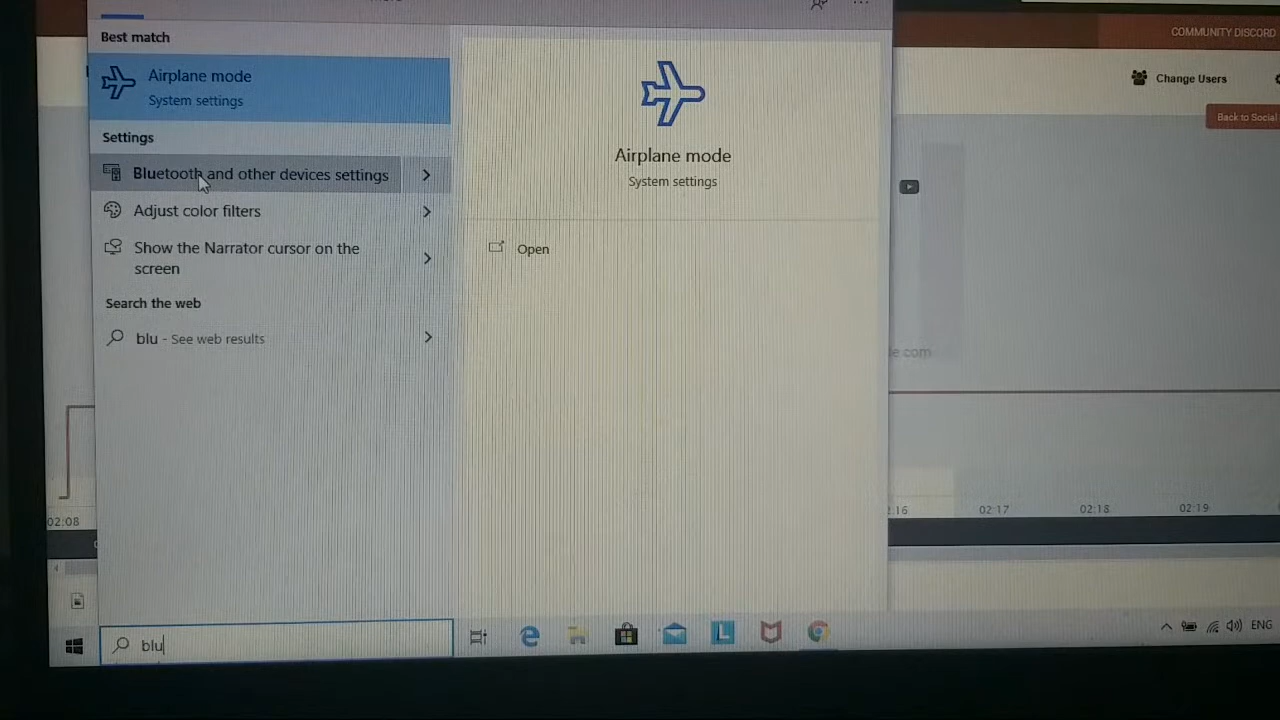 COMMUNITY DISCORD
Best match
Airplane mode
System settings
Settings
Bluetooth and other devices settings
Adjust color filters
Show the Narrator cursor on the
screen
Search the web
blu - See web results
Airplane mode
System settings
Open
Change Users
Back to Social
02:08
:16
02:17
02:18
02:19
blu
ENG